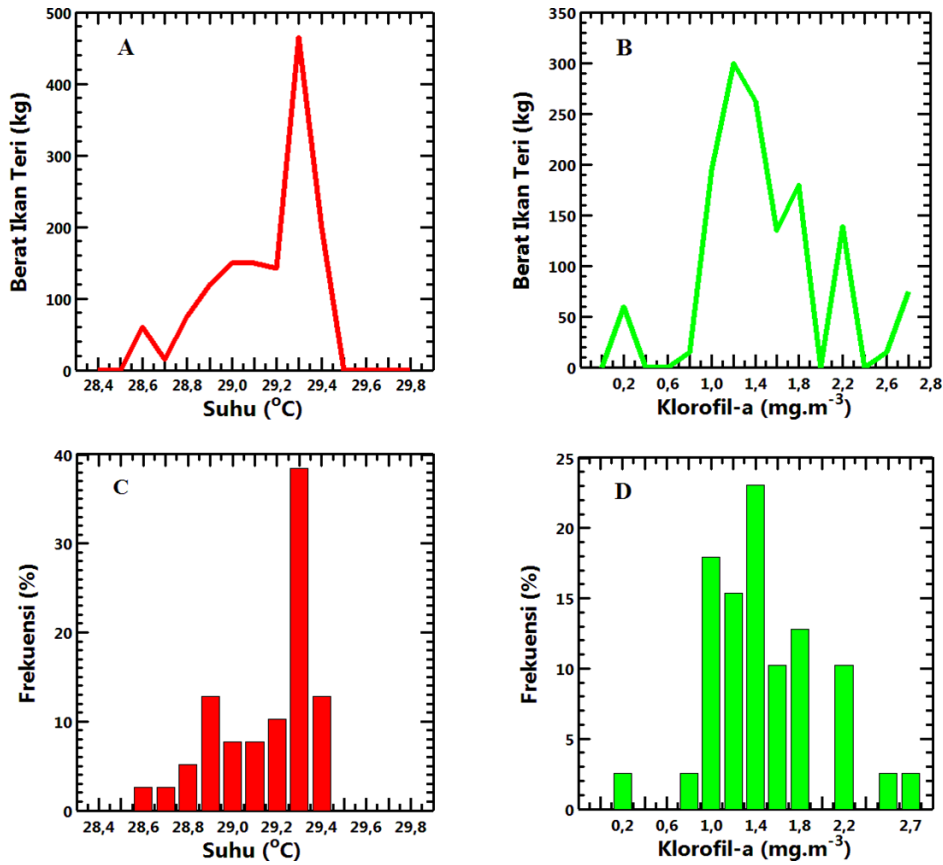 A
Berat Ikan Teri (kg)
500
400
300
200
100
0
28,4 28,6 28,8 29,0 29,2 29,4 29,6 29,8
Suhu (°C)
B
Berat Ikan Teri (kg)
350
300
250
200
150
100
50
0
0,2 0,6 1,0 1,4 1,8 2,2 2,6 2,8
Klorofil-a (mg.m⁻³)
C
Frekuensi (%)
40
30
20
10
0
28,4 28,6 28,8 29,0 29,2 29,4 29,6 29,8
Suhu (°C)
D
Frekuensi (%)
25
20
15
10
5
0
0,2 0,6 1,0 1,4 1,8 2,2 2,7
Klorofil-a (mg.m⁻³)